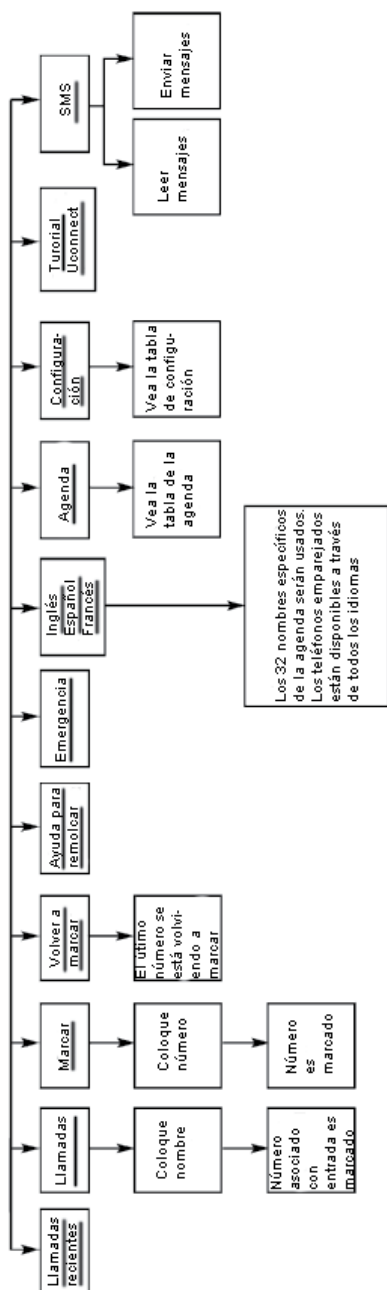 Llamadas
recientes
Llamadas
Marcar
Volver a
marcar
Ayuda para
remolcar
Emergencia
Inglés
Español
Francés
Agenda
Configura-
ción
Turorial
Uconnect
SMS
Coloque
nombre
Coloque
número
El útimo
número se
está volvi-
endo a
marcar
Vea la
tabla de la
agenda
Vea la tabla
de configu-
ración
Leer
mensajes
Enviar
mensajes
Número
asociado
con
entrada es
marcado
Número
es
marcado
Los 32 nombres específicos
de la agenda serán usados.
Los teléfonos emparejados
están disponibles a través
de todos los idiomas